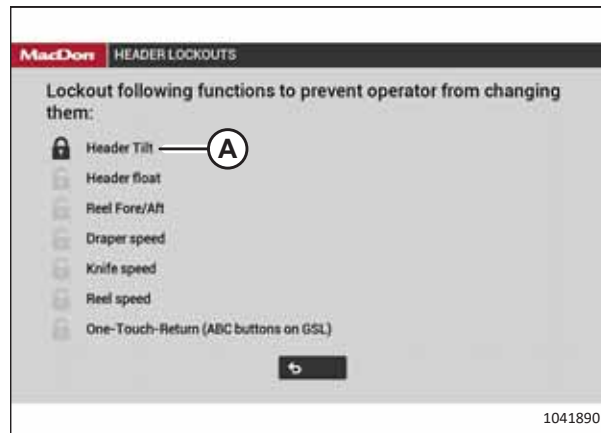 MacDon HEADER LOCKOUTS
Lockout following functions to prevent operator from changing
them:
Header Tilt
A
Header float
Reel Fore/Aft
Draper speed
Knife speed
Reel speed
One-Touch-Return (ABC buttons on GSL)
1041890